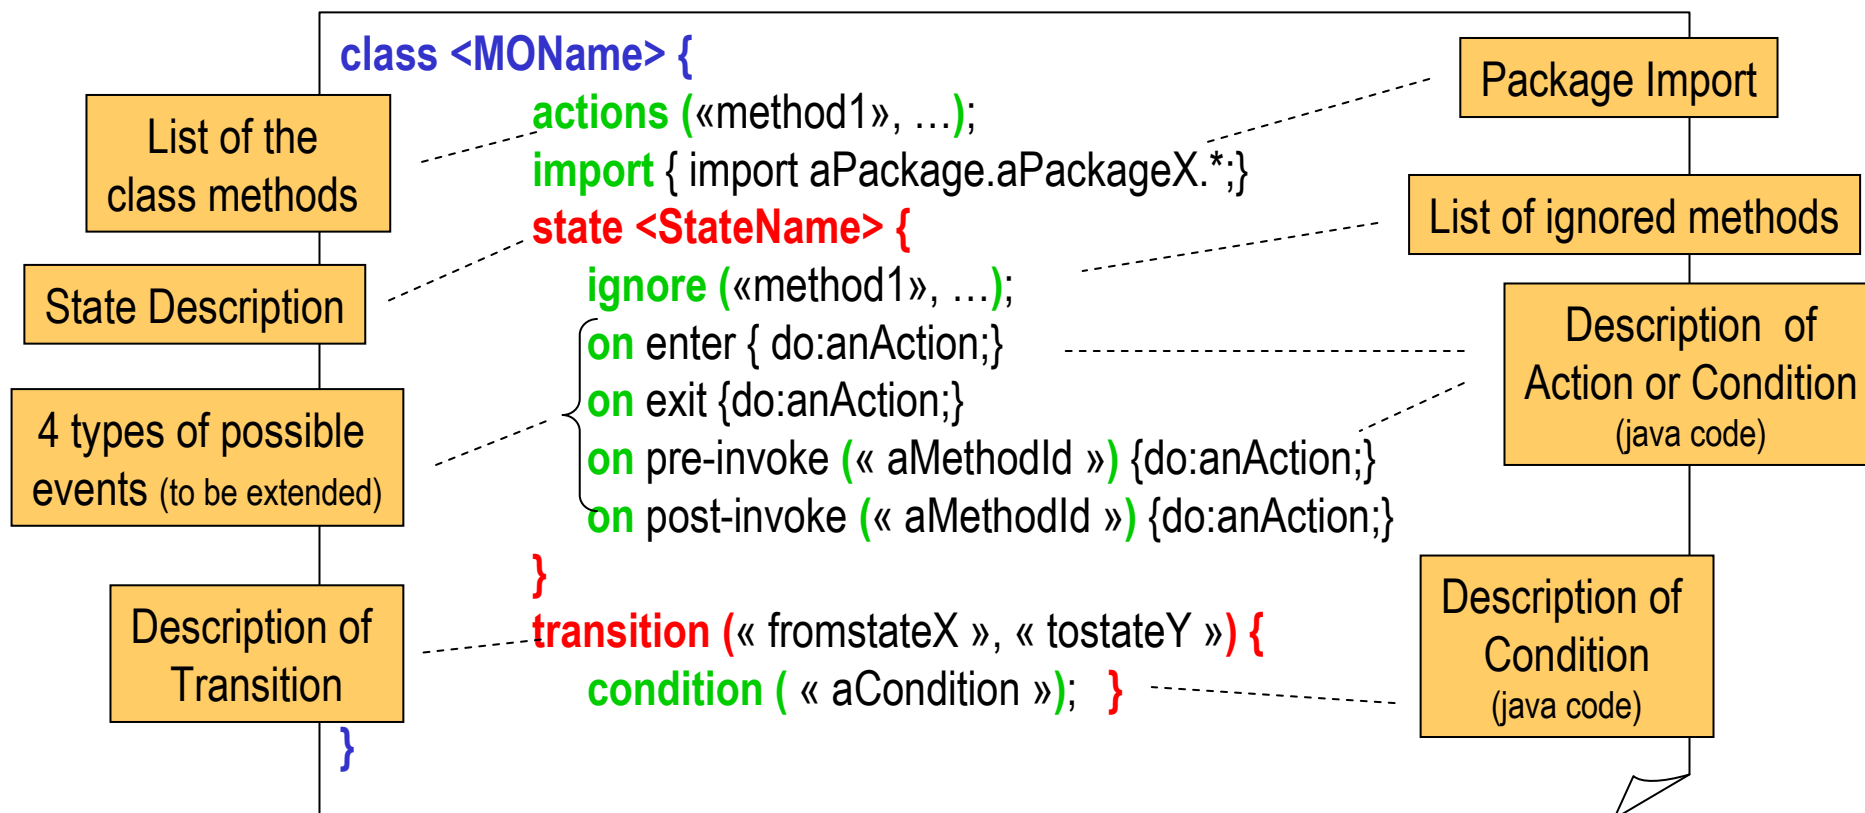 class <MOName> {
actions («method1», …);
import { import aPackage.aPackageX.*;}
state <StateName> {
ignore («method1», …);
on enter { do:anAction;}
on exit {do:anAction;}
on pre-invoke (« aMethodId ») {do:anAction;}
on post-invoke (« aMethodId ») {do:anAction;}
}
transition (« fromstateX », « tostateY ») {
condition ( « aCondition »); }
}
List of the
class methods
State Description
4 types of possible
events (to be extended)
Description of
Transition
Package Import
List of ignored methods
Description of
Action or Condition
(java code)
Description of
Condition
(java code)